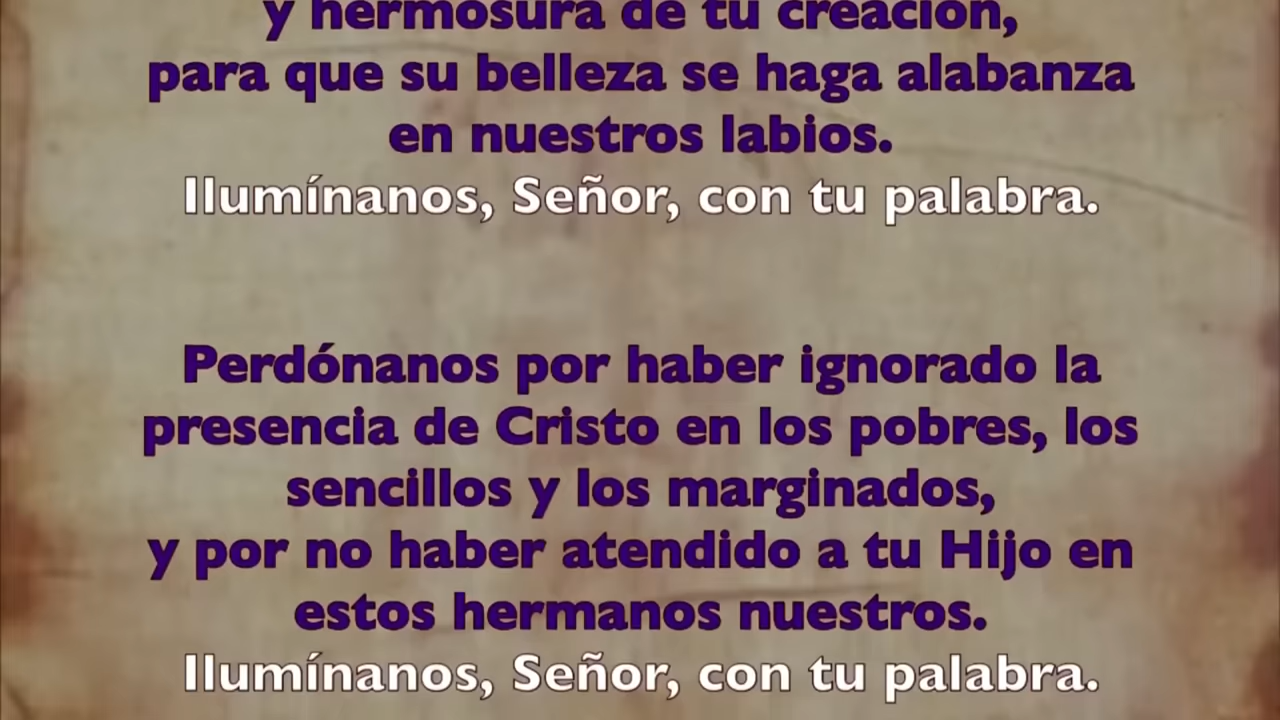 y hermosura de tu creación,
para que su belleza se haga alabanza
en nuestros labios.
Ilumínanos, Señor, con tu palabra.
Perdónanos por haber ignorado la
presencia de Cristo en los pobres, los
sencillos y los marginados,
y por no haber atendido a tu Hijo en
estos hermanos nuestros.
Ilumínanos, Señor, con tu palabra.